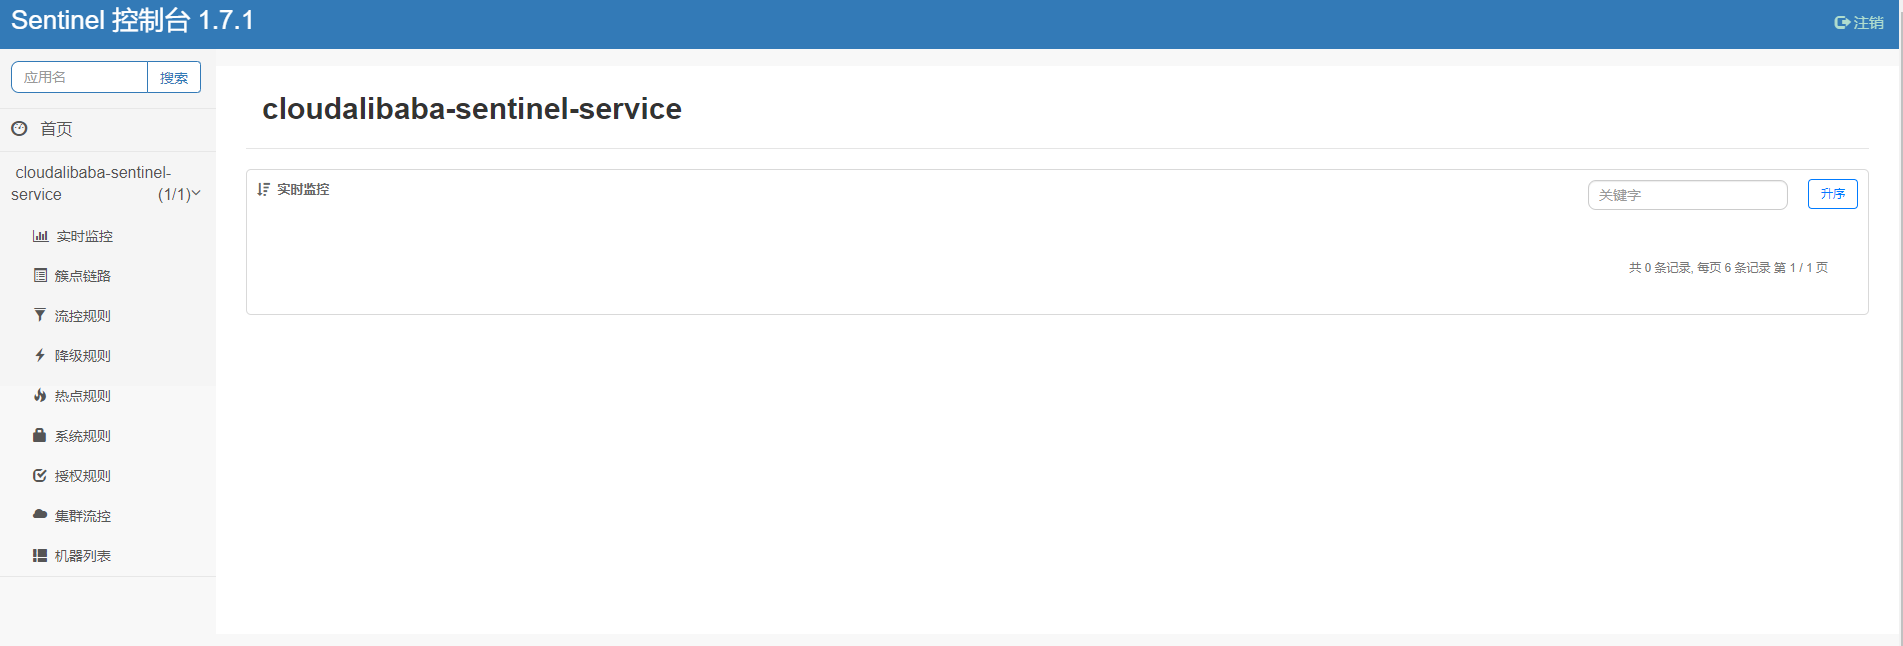 Sentinel 控制台 1.7.1
注销
应用名
搜索
首页
cloudalibaba-sentinel-
service (1/1)
实时监控
簇点链路
流控规则
降级规则
热点规则
系统规则
授权规则
集群流控
机器列表
cloudalibaba-sentinel-service
实时监控
关键字
升序
共 0 条记录, 每页 6 条记录 第 1 / 1 页